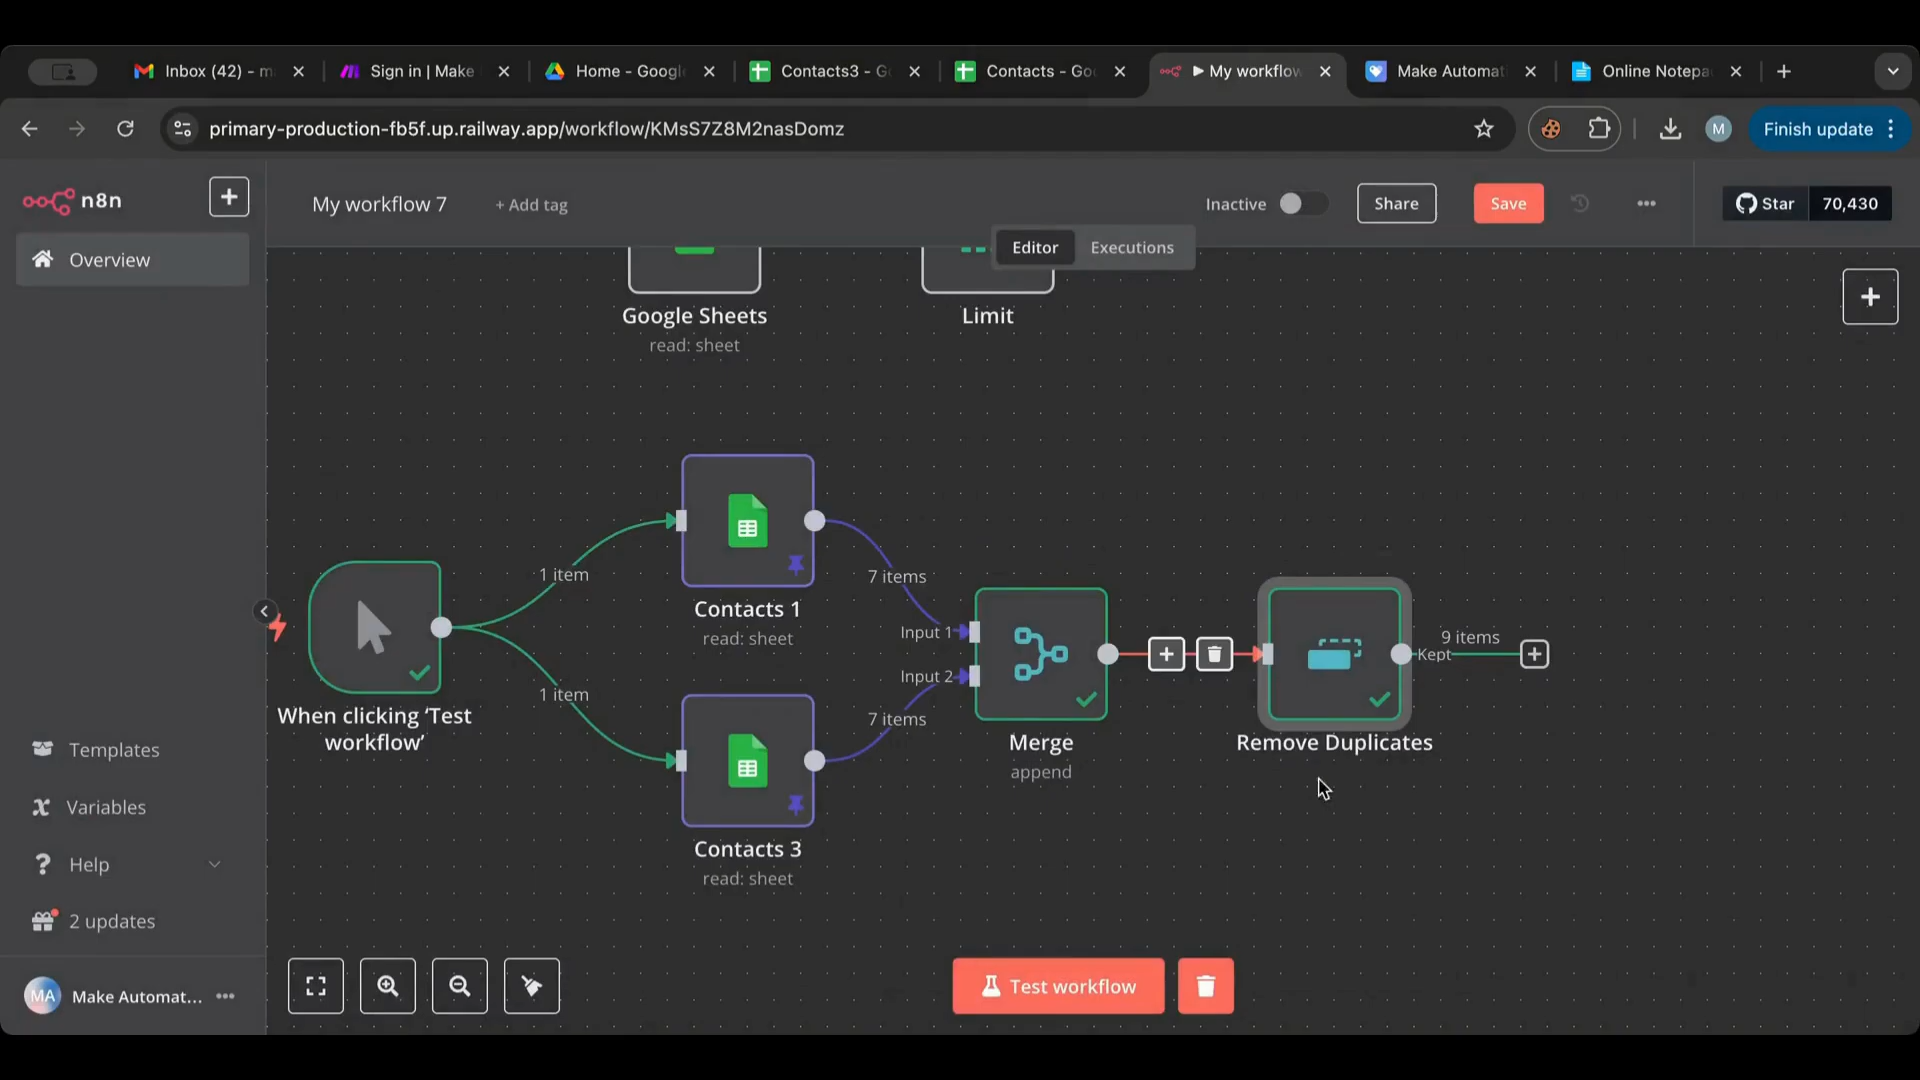 Inbox (42) - m
Sign in | Make
Home - Googl
Contacts3 - G
Contacts - Go
My workflow
Make Automat
Online Notepa
primary-production-fb5f.up.railway.app/workflow/KMsS7Z8M2nasDomz
M
Finish update
n8n
My workflow 7
+ Add tag
Inactive
Share
Save
Star
70,430
Editor
Executions
Overview
Google Sheets
read: sheet
Limit
1 item
7 items
Contacts 1
read: sheet
Input 1
9 items
Kept
Input 2
1 item
When clicking ‘Test
workflow’
7 items
Merge
append
Remove Duplicates
Contacts 3
read: sheet
Templates
Variables
Help
2 updates
MA
Make Automat...
Test workflow